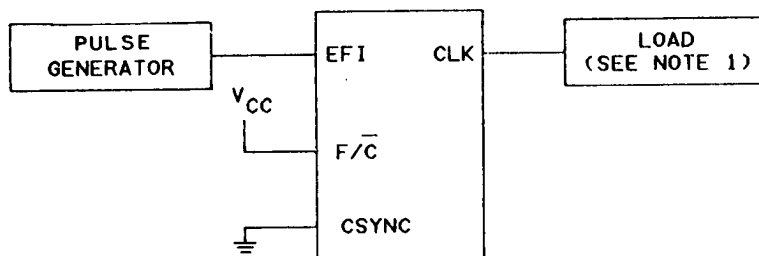 PULSE
GENERATOR
EFI
CLK
LOAD
(SEE NOTE 1)
VCC
F/C̅
CSYNC